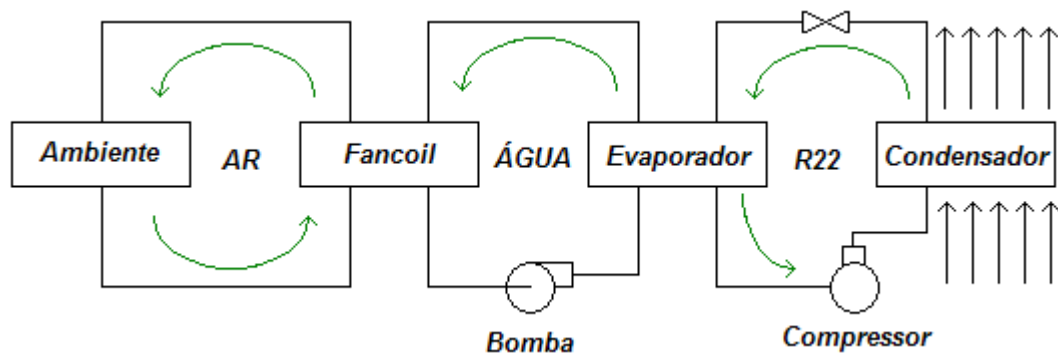 Ambiente
AR
Fancoil
ÁGUA
Evaporador
R22
Condensador
Bomba
Compressor